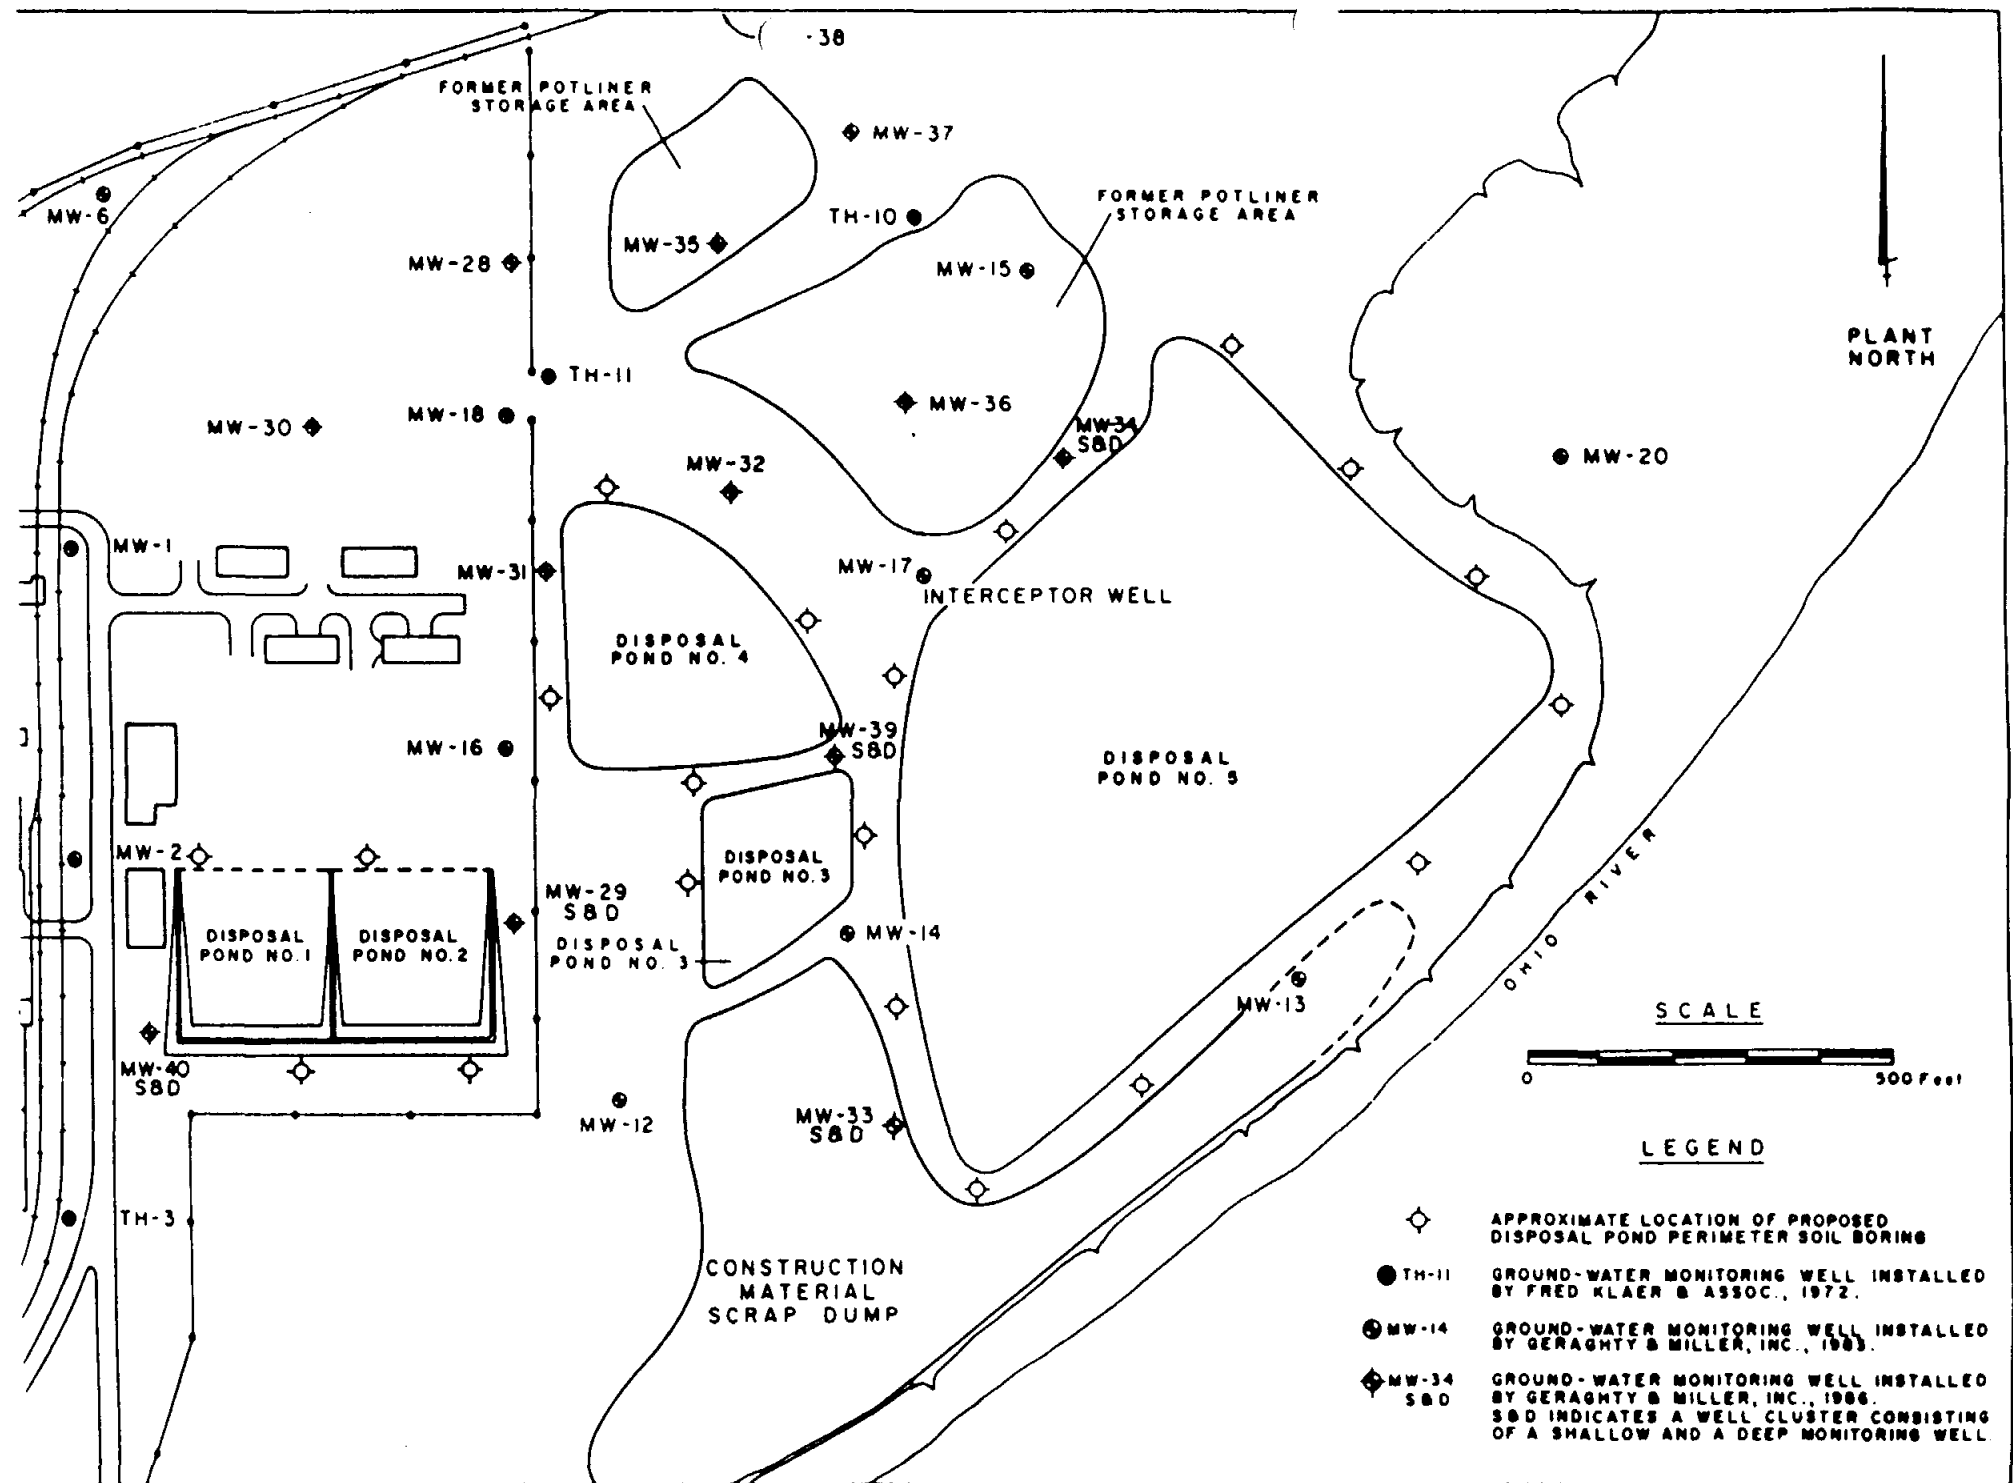 ·38
FORMER POTLINER
STORAGE AREA
MW-37
MW-6
TH-10
FORMER POTLINER
STORAGE AREA
MW-35
MW-28
MW-15
PLANT
NORTH
TH-11
MW-18
MW-36
MW-30
MW-34
S&D
MW-32
MW-20
MW-1
MW-31
MW-17
INTERCEPTOR WELL
DISPOSAL
POND NO. 4
MW-39
S&D
MW-16
DISPOSAL
POND NO. 5
MW-2
DISPOSAL
POND NO. 3
MW-29
S&D
OHIO RIVER
DISPOSAL
POND NO. 1
DISPOSAL
POND NO. 2
DISPOSAL
POND NO. 3
MW-14
MW-13
SCALE
0
500 Feet
MW-40
S&D
MW-12
MW-33
S&D
LEGEND
TH-3
APPROXIMATE LOCATION OF PROPOSED
DISPOSAL POND PERIMETER SOIL BORING
CONSTRUCTION
MATERIAL
SCRAP DUMP
TH-11
GROUND-WATER MONITORING WELL INSTALLED
BY FRED KLAER & ASSOC., 1972.
MW-14
GROUND-WATER MONITORING WELL INSTALLED
BY GERAGHTY & MILLER, INC., 1983.
MW-34
S&D
GROUND-WATER MONITORING WELL INSTALLED
BY GERAGHTY & MILLER, INC., 1986.
S&D INDICATES A WELL CLUSTER CONSISTING
OF A SHALLOW AND A DEEP MONITORING WELL.